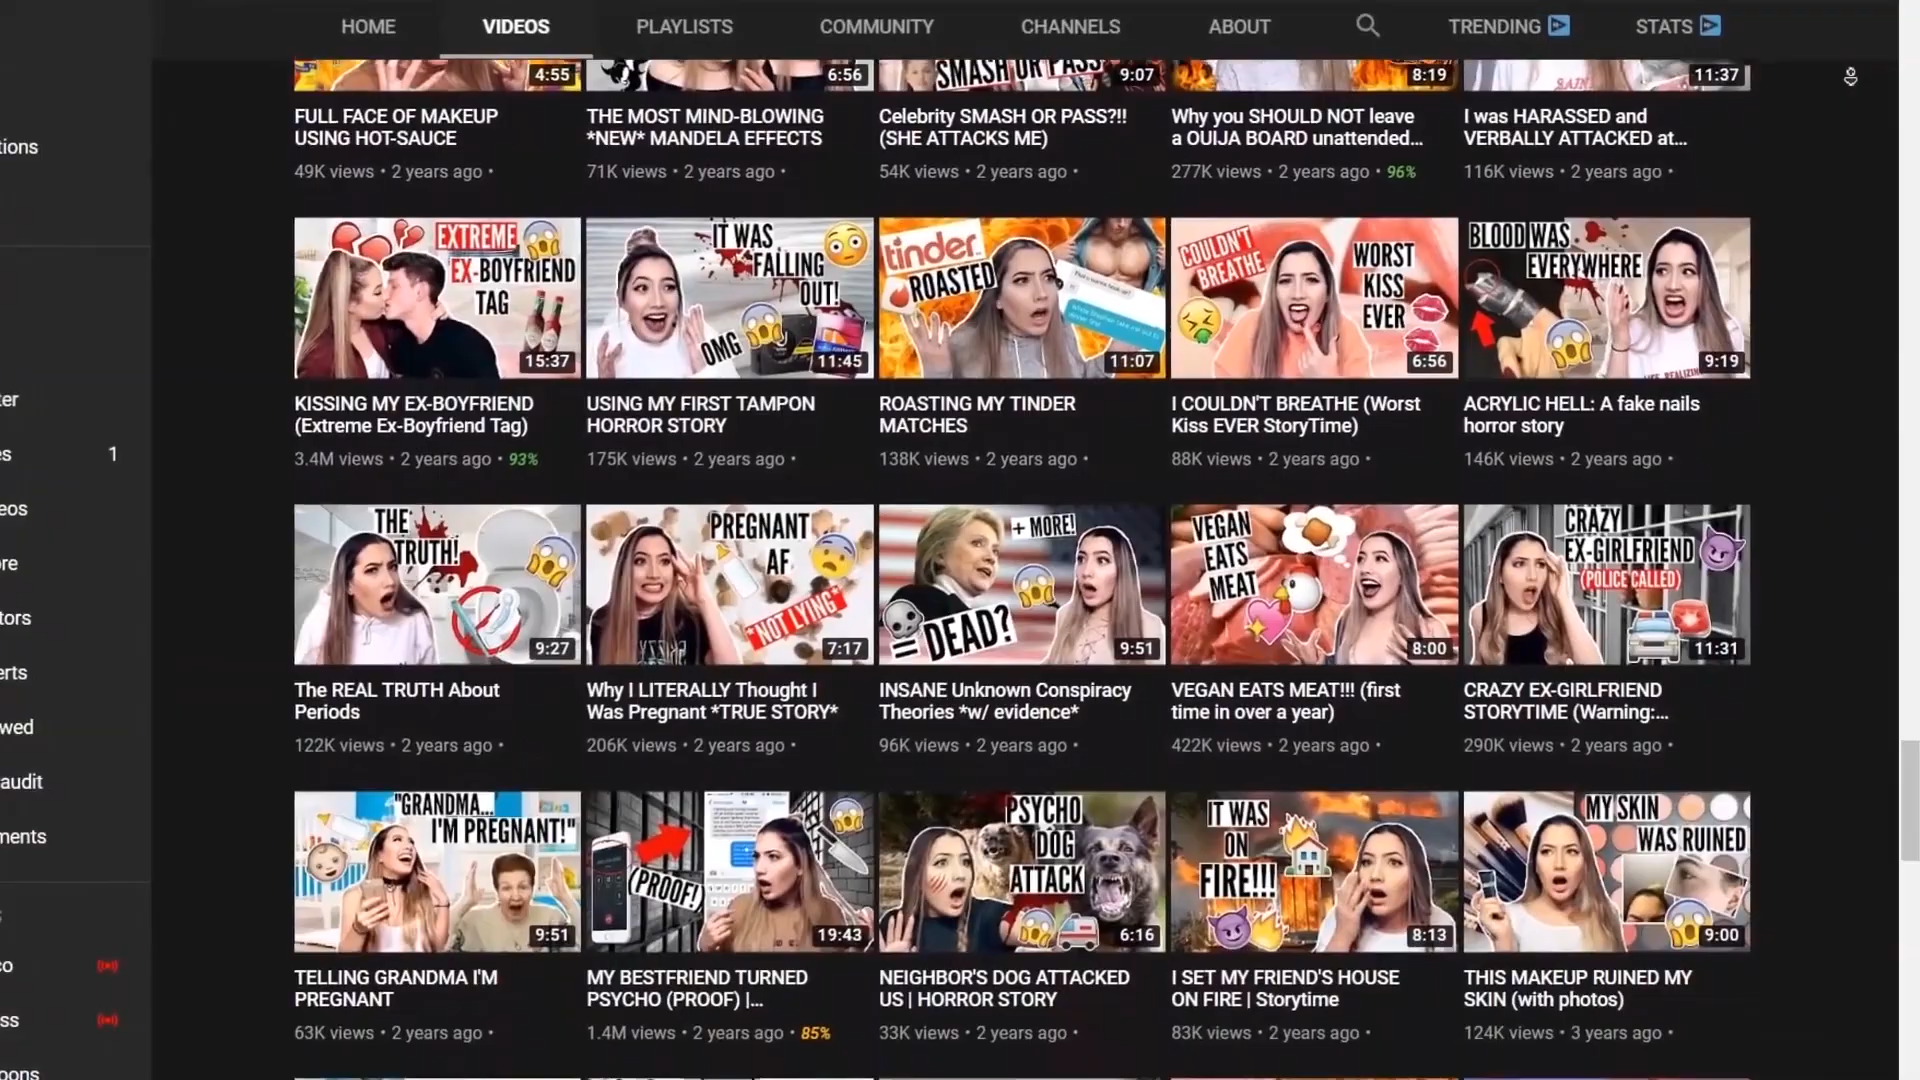 HOME VIDEOS PLAYLISTS COMMUNITY CHANNELS ABOUT TRENDING STATS
4:55
6:56
SMASH OR PASS
9:07
8:19
11:37
FULL FACE OF MAKEUP
USING HOT-SAUCE
49K views • 2 years ago •
THE MOST MIND-BLOWING
*NEW* MANDELA EFFECTS
71K views • 2 years ago •
Celebrity SMASH OR PASS?!!
(SHE ATTACKS ME)
54K views • 2 years ago •
Why you SHOULD NOT leave
a OUIJA BOARD unattended...
277K views • 2 years ago • 96%
I was HARASSED and
VERBALLY ATTACKED at...
116K views • 2 years ago •
EXTREME
EX-BOYFRIEND
TAG
15:37
IT WAS
FALLING
OUT!
OMG
11:45
tinder
ROASTED
11:07
COULDN'T
BREATHE
WORST
KISS
EVER
6:56
BLOOD WAS
EVERYWHERE
9:19
KISSING MY EX-BOYFRIEND
(Extreme Ex-Boyfriend Tag)
3.4M views • 2 years ago • 93%
USING MY FIRST TAMPON
HORROR STORY
175K views • 2 years ago •
ROASTING MY TINDER
MATCHES
138K views • 2 years ago •
I COULDN'T BREATHE (Worst
Kiss EVER StoryTime)
88K views • 2 years ago •
ACRYLIC HELL: A fake nails
horror story
146K views • 2 years ago •
THE
TRUTH!
9:27
PREGNANT
AF
*NOT LYING*
7:17
+ MORE!
= DEAD?
9:51
VEGAN
EATS
MEAT
8:00
CRAZY
EX-GIRLFRIEND
(POLICE CALLED)
11:31
The REAL TRUTH About
Periods
122K views • 2 years ago •
Why I LITERALLY Thought I
Was Pregnant *TRUE STORY*
206K views • 2 years ago •
INSANE Unknown Conspiracy
Theories *w/ evidence*
96K views • 2 years ago •
VEGAN EATS MEAT!!! (first
time in over a year)
422K views • 2 years ago •
CRAZY EX-GIRLFRIEND
STORYTIME (Warning:...
290K views • 2 years ago •
"GRANDMA...
I'M PREGNANT!"
9:51
(PROOF!)
19:43
PSYCHO
DOG
ATTACK
6:16
IT WAS
ON
FIRE!!!
8:13
MY SKIN
WAS RUINED
9:00
TELLING GRANDMA I'M
PREGNANT
63K views • 2 years ago •
MY BESTFRIEND TURNED
PSYCHO (PROOF) |...
1.4M views • 2 years ago • 85%
NEIGHBOR'S DOG ATTACKED
US | HORROR STORY
33K views • 2 years ago •
I SET MY FRIEND'S HOUSE
ON FIRE | Storytime
83K views • 2 years ago •
THIS MAKEUP RUINED MY
SKIN (with photos)
124K views • 3 years ago •
tions
ter
es 1
eos
re
tors
erts
wed
audit
ments
co
ss
oons